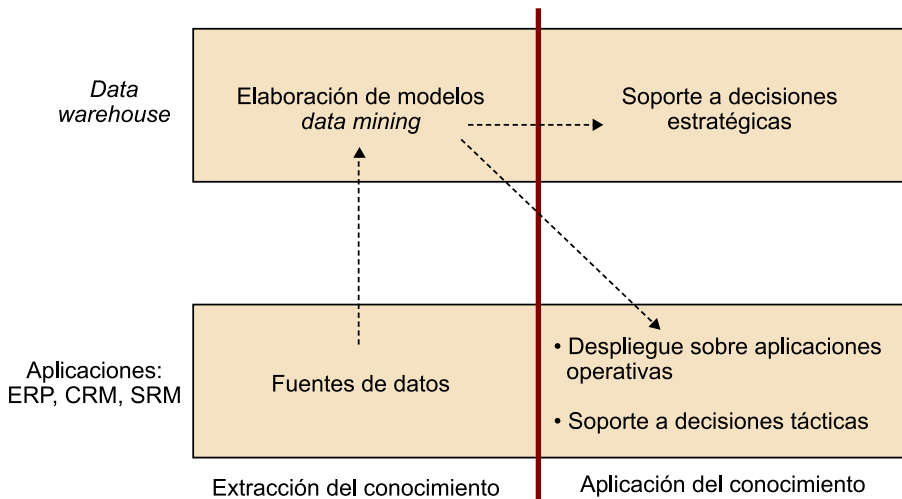 Data
warehouse
Elaboración de modelos
data mining
Soporte a decisiones
estratégicas
Aplicaciones:
ERP, CRM, SRM
Fuentes de datos
• Despliegue sobre aplicaciones
operativas
• Soporte a decisiones tácticas
Extracción del conocimiento
Aplicación del conocimiento